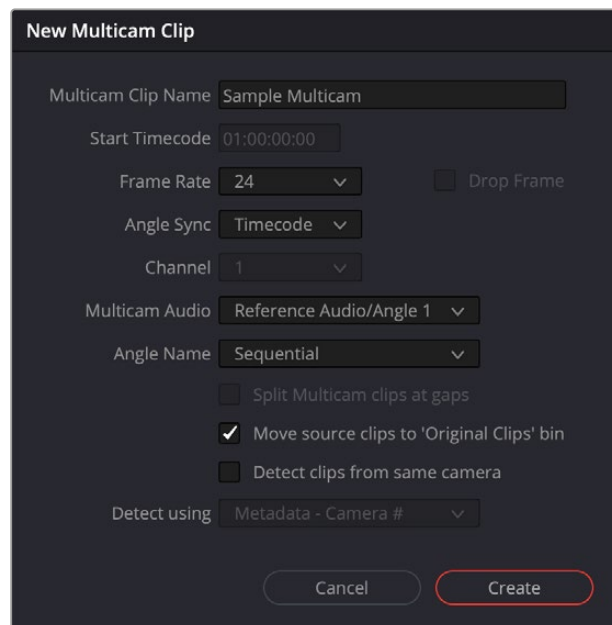 New Multicam Clip
Multicam Clip Name Sample Multicam
Start Timecode 01:00:00:00
Frame Rate 24 Drop Frame
Angle Sync Timecode
Channel 1
Multicam Audio Reference Audio/Angle 1
Angle Name Sequential
Split Multicam clips at gaps
Move source clips to 'Original Clips' bin
Detect clips from same camera
Detect using Metadata - Camera #
Cancel Create